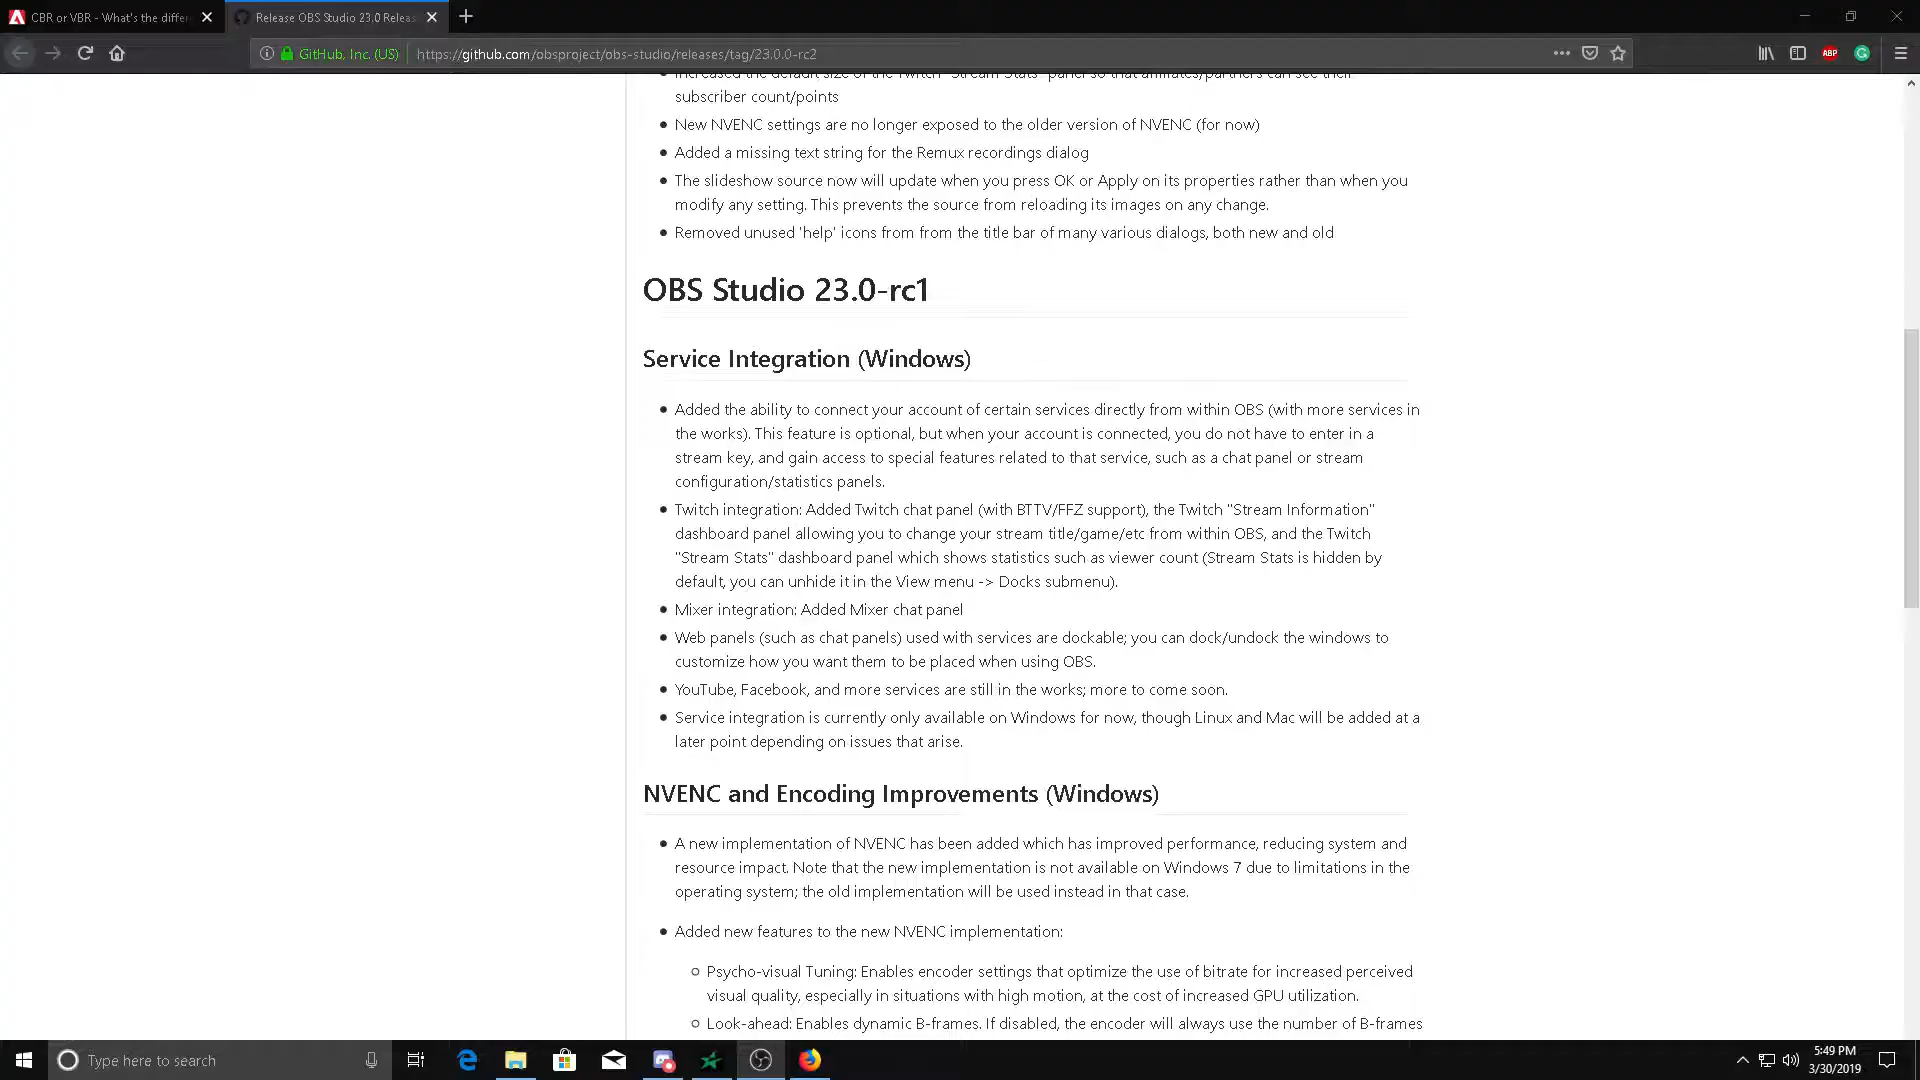 CBR or VBR - What's the differ
Release OBS Studio 23.0 Releas
GitHub, Inc. (US)
https://github.com/obsproject/obs-studio/releases/tag/23.0.0-rc2
ABP
Increased the default size of the Twitch "Stream Stats" panel so that affiliates/partners can see their
subscriber count/points
New NVENC settings are no longer exposed to the older version of NVENC (for now)
Added a missing text string for the Remux recordings dialog
The slideshow source now will update when you press OK or Apply on its properties rather than when you
modify any setting. This prevents the source from reloading its images on any change.
Removed unused 'help' icons from from the title bar of many various dialogs, both new and old
OBS Studio 23.0-rc1
Service Integration (Windows)
Added the ability to connect your account of certain services directly from within OBS (with more services in
the works). This feature is optional, but when your account is connected, you do not have to enter in a
stream key, and gain access to special features related to that service, such as a chat panel or stream
configuration/statistics panels.
Twitch integration: Added Twitch chat panel (with BTTV/FFZ support), the Twitch "Stream Information"
dashboard panel allowing you to change your stream title/game/etc from within OBS, and the Twitch
"Stream Stats" dashboard panel which shows statistics such as viewer count (Stream Stats is hidden by
default, you can unhide it in the View menu -> Docks submenu).
Mixer integration: Added Mixer chat panel
Web panels (such as chat panels) used with services are dockable; you can dock/undock the windows to
customize how you want them to be placed when using OBS.
YouTube, Facebook, and more services are still in the works; more to come soon.
Service integration is currently only available on Windows for now, though Linux and Mac will be added at a
later point depending on issues that arise.
NVENC and Encoding Improvements (Windows)
A new implementation of NVENC has been added which has improved performance, reducing system and
resource impact. Note that the new implementation is not available on Windows 7 due to limitations in the
operating system; the old implementation will be used instead in that case.
Added new features to the new NVENC implementation:
Psycho-visual Tuning: Enables encoder settings that optimize the use of bitrate for increased perceived
visual quality, especially in situations with high motion, at the cost of increased GPU utilization.
Look-ahead: Enables dynamic B-frames. If disabled, the encoder will always use the number of B-frames
Type here to search
5:49 PM
3/30/2019